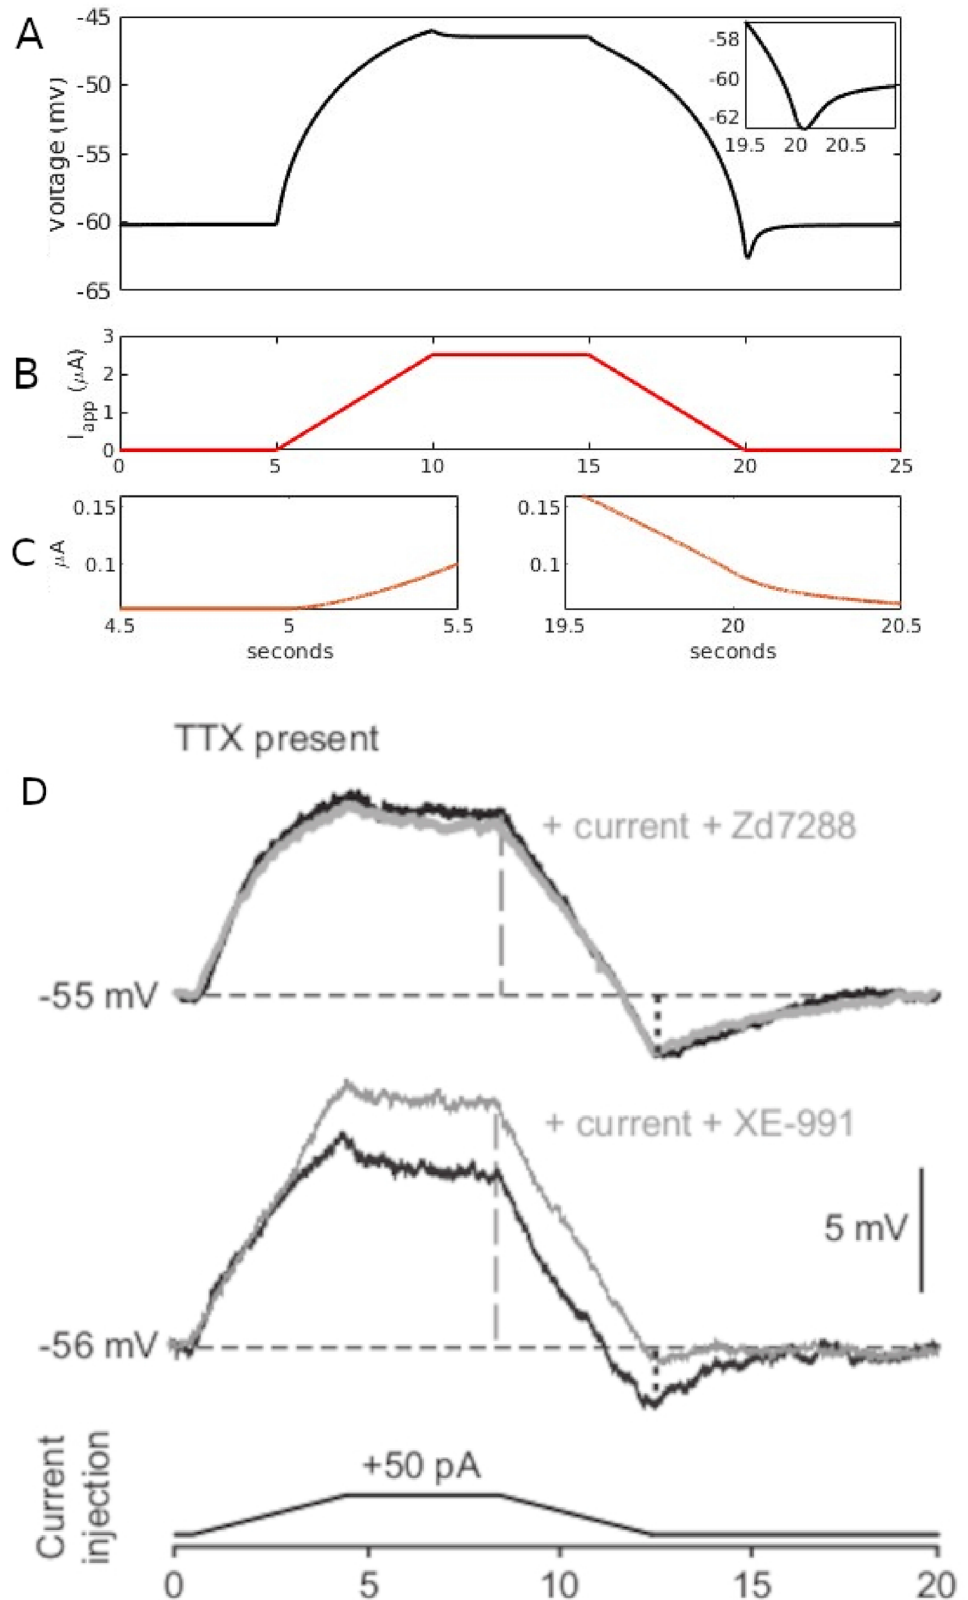 A
voltage (mv)
-45
-50
-55
-60
-65
-58
-60
-62
19.5 20 20.5
B
I_app (μA)
3
2
1
0
0 5 10 15 20 25
C
μA
0.15
0.1
4.5 5 5.5
seconds
0.15
0.1
19.5 20 20.5
seconds
TTX present
D
+ current + Zd7288
-55 mV
+ current + XE-991
5 mV
-56 mV
Current
injection
+50 pA
0 5 10 15 20